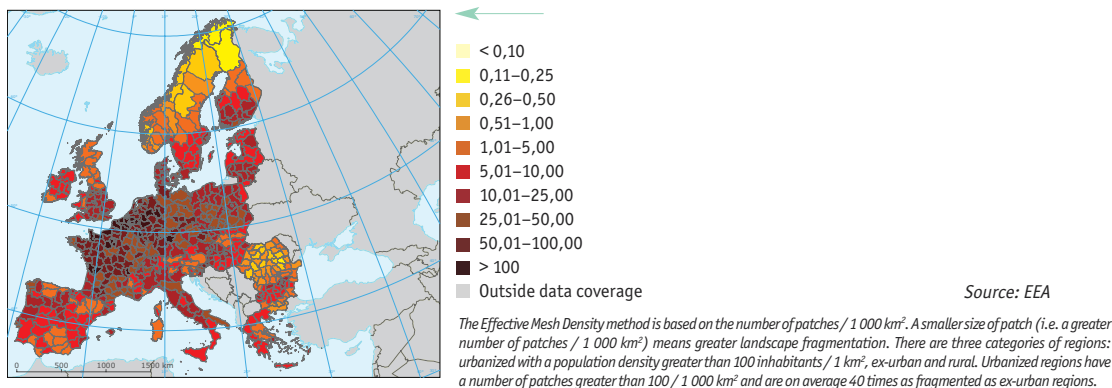 < 0,10
0,11–0,25
0,26–0,50
0,51–1,00
1,01–5,00
5,01–10,00
10,01–25,00
25,01–50,00
50,01–100,00
> 100
Outside data coverage
Source: EEA
0 500 1000 1500 km
The Effective Mesh Density method is based on the number of patches / 1 000 km². A smaller size of patch (i.e. a greater
number of patches / 1 000 km²) means greater landscape fragmentation. There are three categories of regions:
urbanized with a population density greater than 100 inhabitants / 1 km², ex-urban and rural. Urbanized regions have
a number of patches greater than 100 / 1 000 km² and are on average 40 times as fragmented as ex-urban regions.